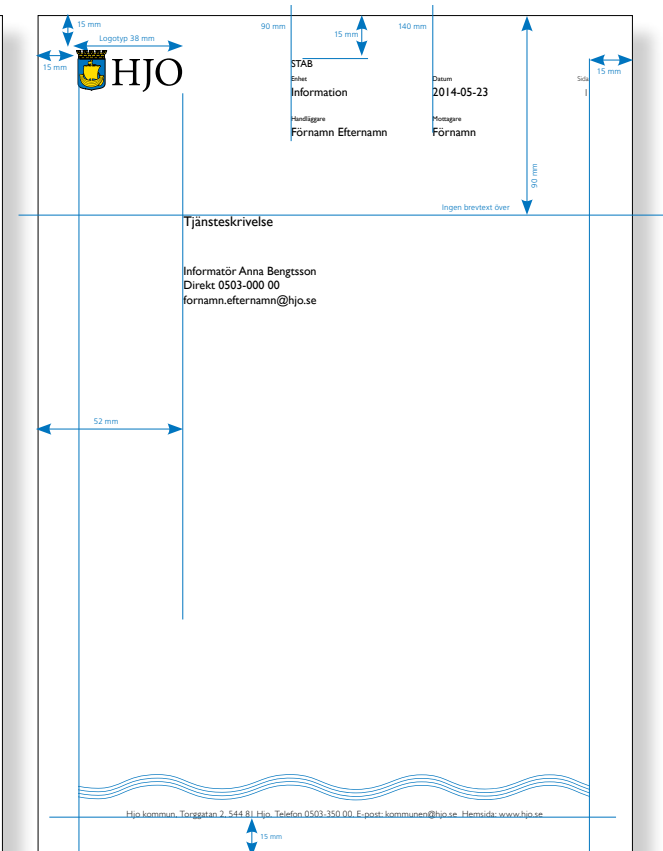 15 mm
90 mm
140 mm
15 mm
Logotyp 38 mm
15 mm
15 mm
HJO
STAB
Enhet
Datum
Sida
Information
2014-05-23
1
Handläggare
Mottagare
Förnamn Efternamn
Förnamn
90 mm
Ingen brevtext över
Tjänsteskrivelse
Informatör Anna Bengtsson
Direkt 0503-000 00
fornamn.efternamn@hjo.se
52 mm
Hjo kommun, Torggatan 2, 544 81 Hjo. Telefon 0503-350 00. E-post: kommunen@hjo.se Hemsida: www.hjo.se
15 mm